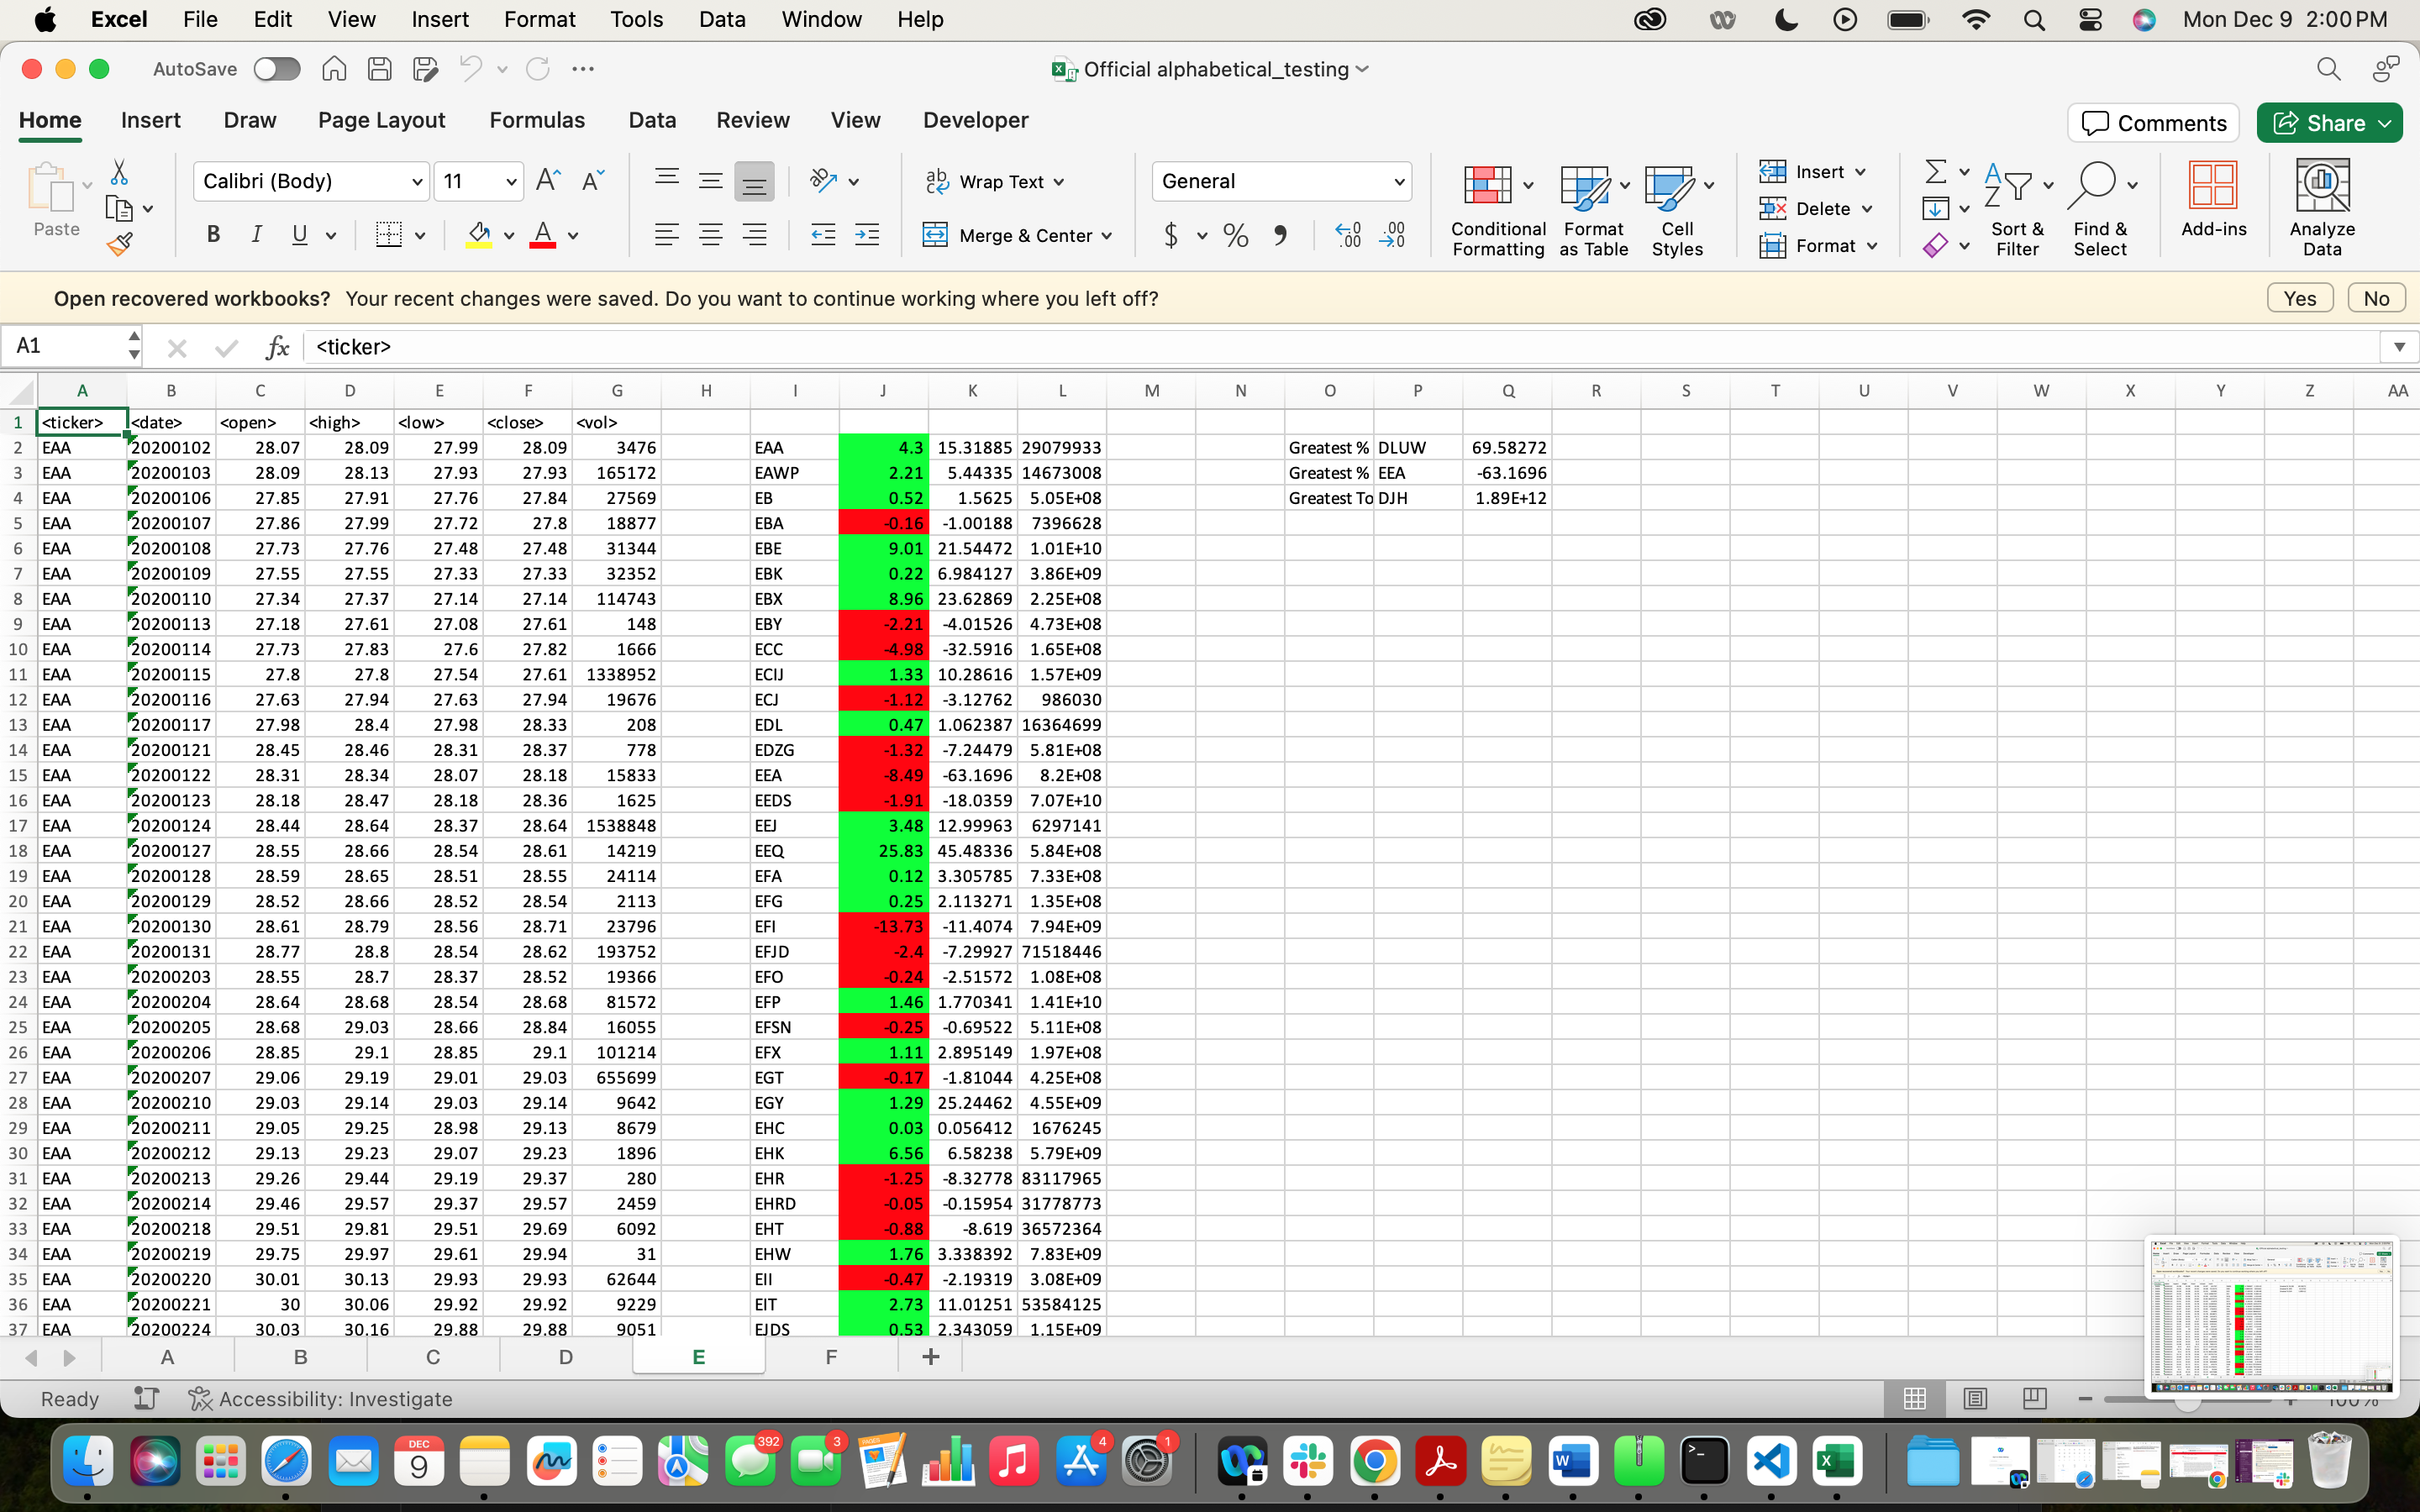 Excel File Edit View Insert Format Tools Data Window Help Mon Dec 9 2:00 PM
AutoSave Official alphabetical_testing
Home Insert Draw Page Layout Formulas Data Review View Developer Comments Share
Paste Calibri (Body) 11 Wrap Text General Conditional Formatting Format as Table Cell Styles Insert Delete Format Sort & Filter Find & Select Add-ins Analyze Data
B I U Merge & Center $ % 9
Open recovered workbooks? Your recent changes were saved. Do you want to continue working where you left off? Yes No
A1 fx <ticker>
A B C D E F G H I J K L M N O P Q R S T U V W X Y Z AA
1 <ticker> <date> <open> <high> <low> <close> <vol>
2 EAA 20200102 28.07 28.09 27.99 28.09 3476 EAA 4.3 15.31885 29079933 Greatest % DLUW 69.58272
3 EAA 20200103 28.09 28.13 27.93 27.93 165172 EAWP 2.21 5.44335 14673008 Greatest % EEA -63.1696
4 EAA 20200106 27.85 27.91 27.76 27.84 27569 EB 0.52 1.5625 5.05E+08 Greatest To DJH 1.89E+12
5 EAA 20200107 27.86 27.99 27.72 27.8 18877 EBA -0.16 -1.00188 7396628
6 EAA 20200108 27.73 27.76 27.48 27.48 31344 EBE 9.01 21.54472 1.01E+10
7 EAA 20200109 27.55 27.55 27.33 27.33 32352 EBK 0.22 6.984127 3.86E+09
8 EAA 20200110 27.34 27.37 27.14 27.14 114743 EBX 8.96 23.62869 2.25E+08
9 EAA 20200113 27.18 27.61 27.08 27.61 148 EBY -2.21 -4.01526 4.73E+08
10 EAA 20200114 27.73 27.83 27.6 27.82 1666 ECC -4.98 -32.5916 1.65E+08
11 EAA 20200115 27.8 27.8 27.54 27.61 1338952 ECIJ 1.33 10.28616 1.57E+09
12 EAA 20200116 27.63 27.94 27.63 27.94 19676 ECJ -1.12 -3.12762 986030
13 EAA 20200117 27.98 28.4 27.98 28.33 208 EDL 0.47 1.062387 16364699
14 EAA 20200121 28.45 28.46 28.31 28.37 778 EDZG -1.32 -7.24479 5.81E+08
15 EAA 20200122 28.31 28.34 28.07 28.18 15833 EEA -8.49 -63.1696 8.2E+08
16 EAA 20200123 28.18 28.47 28.18 28.36 1625 EEDS -1.91 -18.0359 7.07E+10
17 EAA 20200124 28.44 28.64 28.37 28.64 1538848 EEJ 3.48 12.99963 6297141
18 EAA 20200127 28.55 28.66 28.54 28.61 14219 EEQ 25.83 45.48336 5.84E+08
19 EAA 20200128 28.59 28.65 28.51 28.55 24114 EFA 0.12 3.305785 7.33E+08
20 EAA 20200129 28.52 28.66 28.52 28.54 2113 EFG 0.25 2.113271 1.35E+08
21 EAA 20200130 28.61 28.79 28.56 28.71 23796 EFI -13.73 -11.4074 7.94E+09
22 EAA 20200131 28.77 28.8 28.54 28.62 193752 EFJD -2.4 -7.29927 71518446
23 EAA 20200203 28.55 28.7 28.37 28.52 19366 EFO -0.24 -2.51572 1.08E+08
24 EAA 20200204 28.64 28.68 28.54 28.68 81572 EFP 1.46 1.770341 1.41E+10
25 EAA 20200205 28.68 29.03 28.66 28.84 16055 EFSN -0.25 -0.69522 5.11E+08
26 EAA 20200206 28.85 29.1 28.85 29.1 101214 EFX 1.11 2.895149 1.97E+08
27 EAA 20200207 29.06 29.19 29.01 29.03 655699 EGT -0.17 -1.81044 4.25E+08
28 EAA 20200210 29.03 29.14 29.03 29.14 9642 EGY 1.29 25.24462 4.55E+09
29 EAA 20200211 29.05 29.25 28.98 29.13 8679 EHC 0.03 0.056412 1676245
30 EAA 20200212 29.13 29.23 29.07 29.23 1896 EHK 6.56 6.58238 5.79E+09
31 EAA 20200213 29.26 29.44 29.19 29.37 280 EHR -1.25 -8.32778 83117965
32 EAA 20200214 29.46 29.57 29.37 29.57 2459 EHRD -0.05 -0.15954 31778773
33 EAA 20200218 29.51 29.81 29.51 29.69 6092 EHT -0.88 -8.619 36572364
34 EAA 20200219 29.75 29.97 29.61 29.94 31 EHW 1.76 3.338392 7.83E+09
35 EAA 20200220 30.01 30.13 29.93 29.93 62644 EII -0.47 -2.19319 3.08E+09
36 EAA 20200221 30 30.06 29.92 29.92 9229 EIT 2.73 11.01251 53584125
37 EAA 20200224 30.03 30.16 29.88 29.88 9051 EJDS 0.53 2.343059 1.15E+09
A B C D E F +
Ready Accessibility: Investigate 100%
DEC 9 392 3 PAGES 4 1